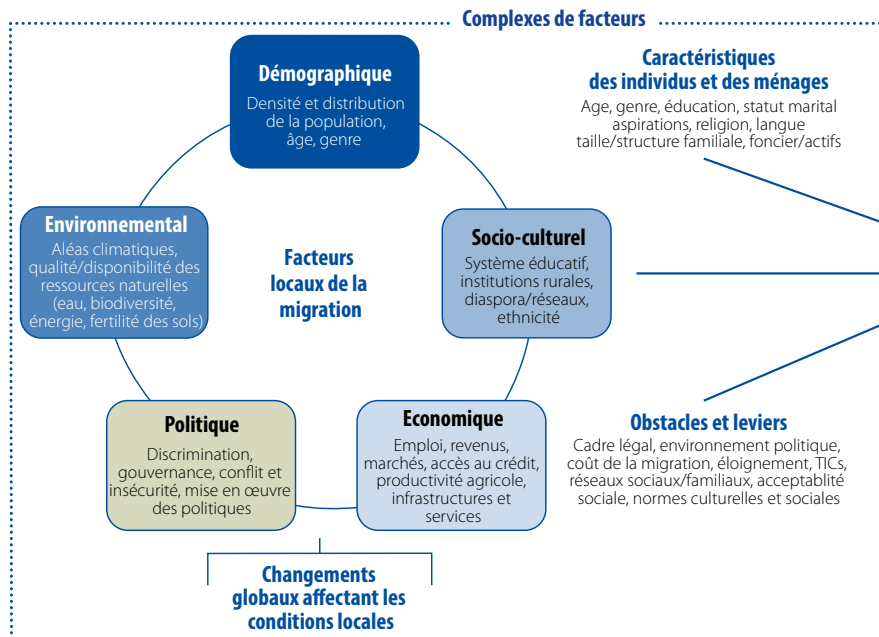 Complexes de facteurs
Démographique
Densité et distribution
de la population,
âge, genre
Caractéristiques
des individus et des ménages
Age, genre, éducation, statut marital
aspirations, religion, langue
taille/structure familiale, foncier/actifs
Environnemental
Aléas climatiques,
qualité/disponibilité des
ressources naturelles
(eau, biodiversité,
énergie, fertilité des sols)
Facteurs
locaux de la
migration
Socio-culturel
Système éducatif,
institutions rurales,
diaspora/réseaux,
ethnicité
Politique
Discrimination,
gouvernance, conflit et
insécurité, mise en œuvre
des politiques
Economique
Emploi, revenus,
marchés, accès au crédit,
productivité agricole,
infrastructures et
services
Obstacles et leviers
Cadre légal, environnement politique,
coût de la migration, éloignement, TICs,
réseaux sociaux/familiaux, acceptablité
sociale, normes culturelles et sociales
Changements
globaux affectant les
conditions locales